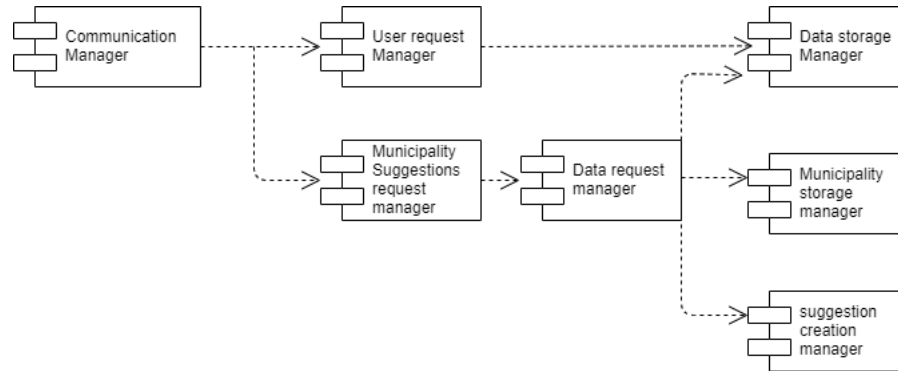 Communication
Manager
User request
Manager
Data storage
Manager
Municipality
Suggestions
request
manager
Data request
manager
Municipality
storage
manager
suggestion
creation
manager